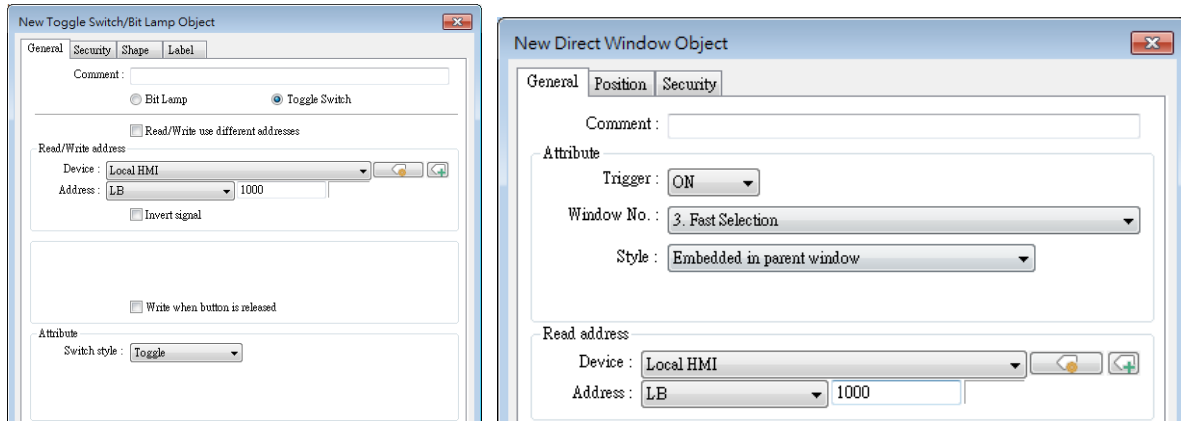 New Toggle Switch/Bit Lamp Object
General Security Shape Label
Comment :
Bit Lamp Toggle Switch
Read/Write use different addresses
Read/Write address
Device : Local HMI
Address : LB 1000
Invert signal
Write when button is released
Attribute
Switch style : Toggle
New Direct Window Object
General Position Security
Comment :
Attribute
Trigger : ON
Window No. : 3. Fast Selection
Style : Embedded in parent window
Read address
Device : Local HMI
Address : LB 1000